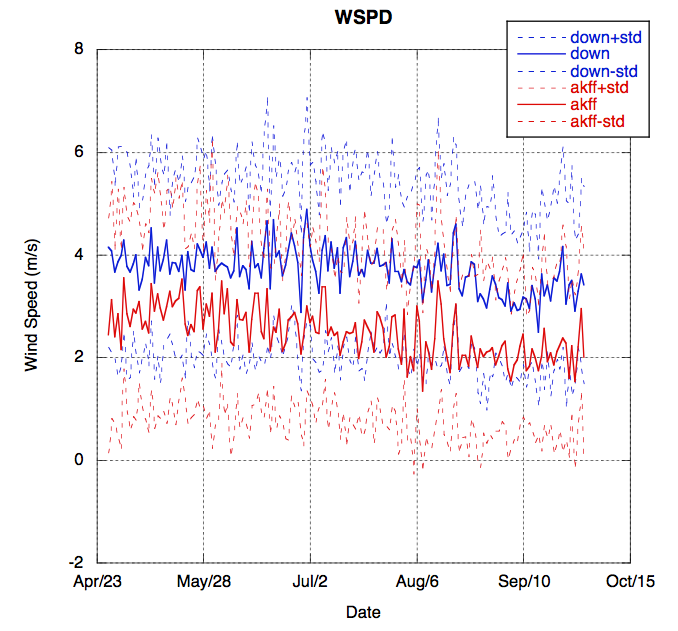 WSPD
down+std
down
down-std
akff+std
akff
akff-std
8
6
4
2
0
-2
Wind Speed (m/s)
Apr/23 May/28 Jul/2 Aug/6 Sep/10 Oct/15
Date